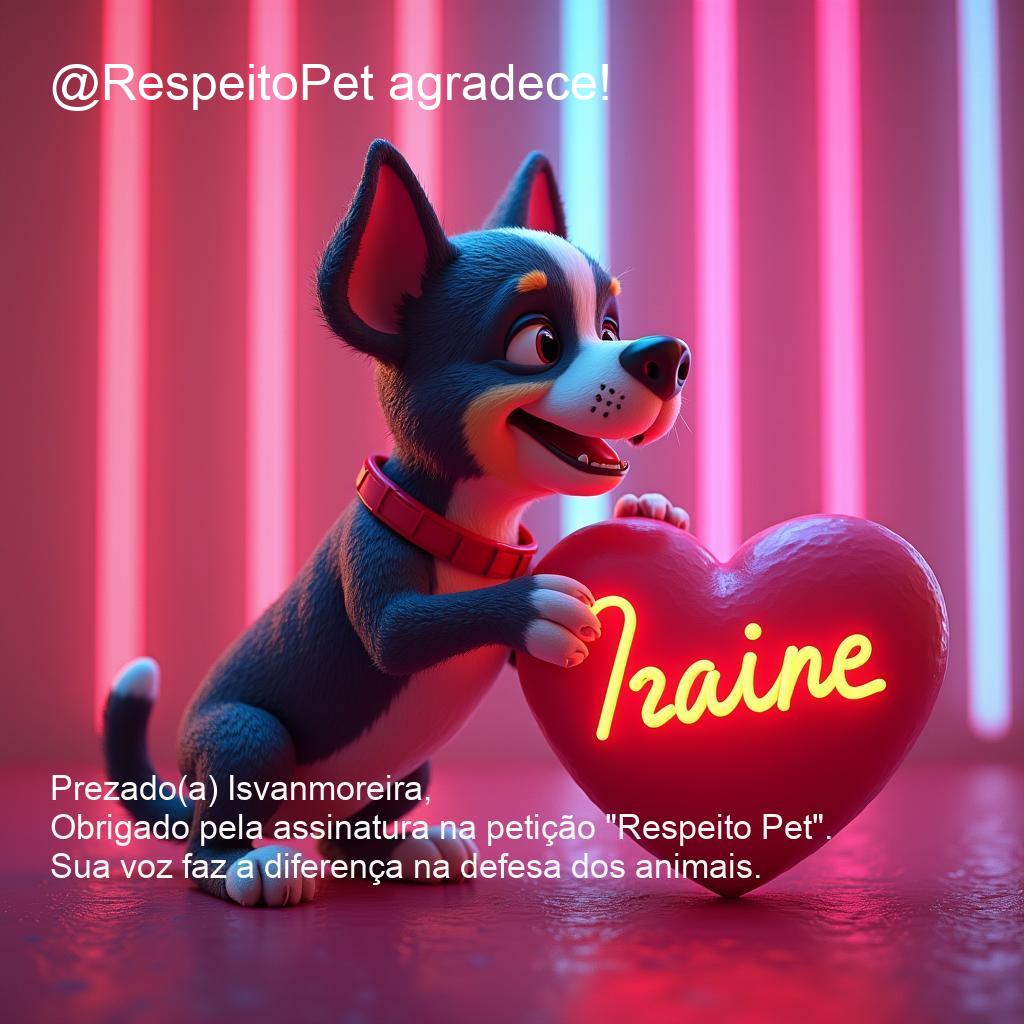 @RespeitoPet agradece!
Iraine
Prezado(a) Isvanmoreira,
Obrigado pela assinatura na petição "Respeito Pet".
Sua voz faz a diferença na defesa dos animais.